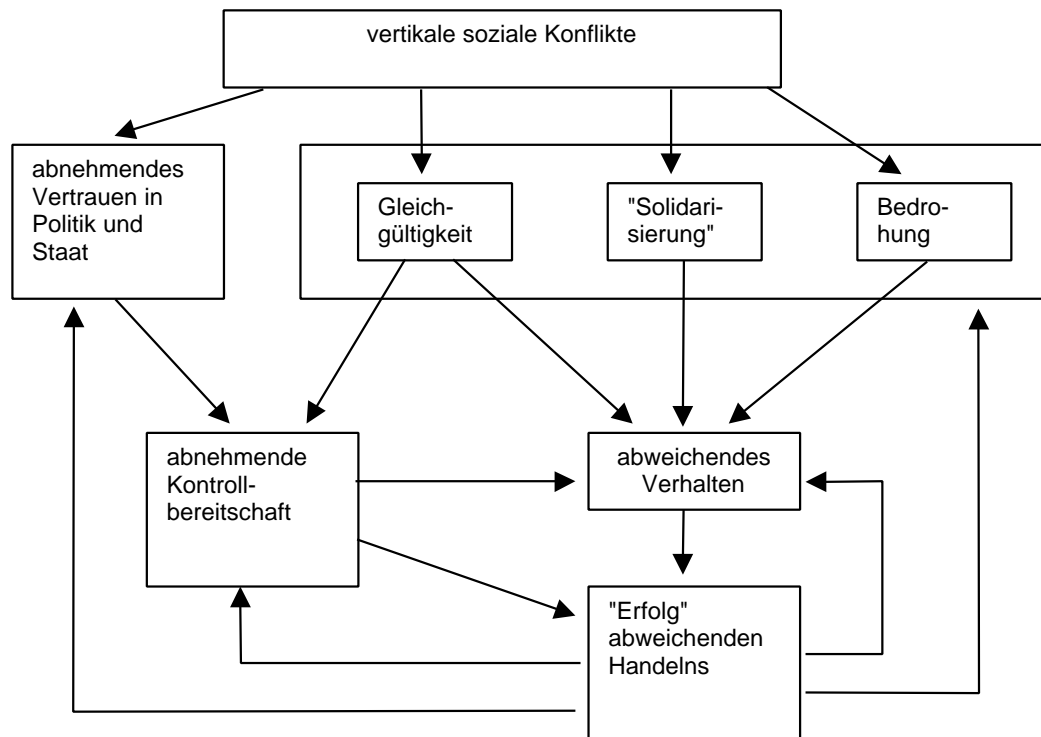 vertikale soziale Konflikte
abnehmendes
Vertrauen in
Politik und
Staat
Gleich-
gültigkeit
"Solidari-
sierung"
Bedro-
hung
abnehmende
Kontroll-
bereitschaft
abweichendes
Verhalten
"Erfolg"
abweichenden
Handelns